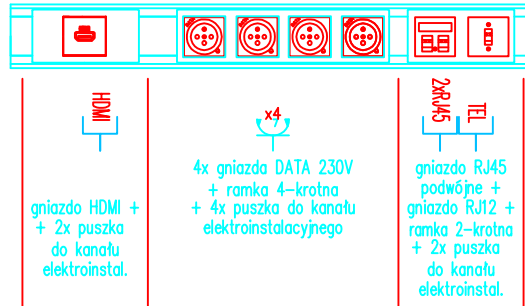 HDMI
x4
2xRJ45
TEL
gniazdo HDMI +
+ 2x puszka
do kanału
elektroinstal.
4x gniazda DATA 230V
+ ramka 4-krotna
+ 4x puszka do kanału
elektroinstalacyjnego
gniazdo RJ45
podwójne +
gniazdo RJ12 +
ramka 2-krotna
+ 2x puszka
do kanału
elektroinstal.